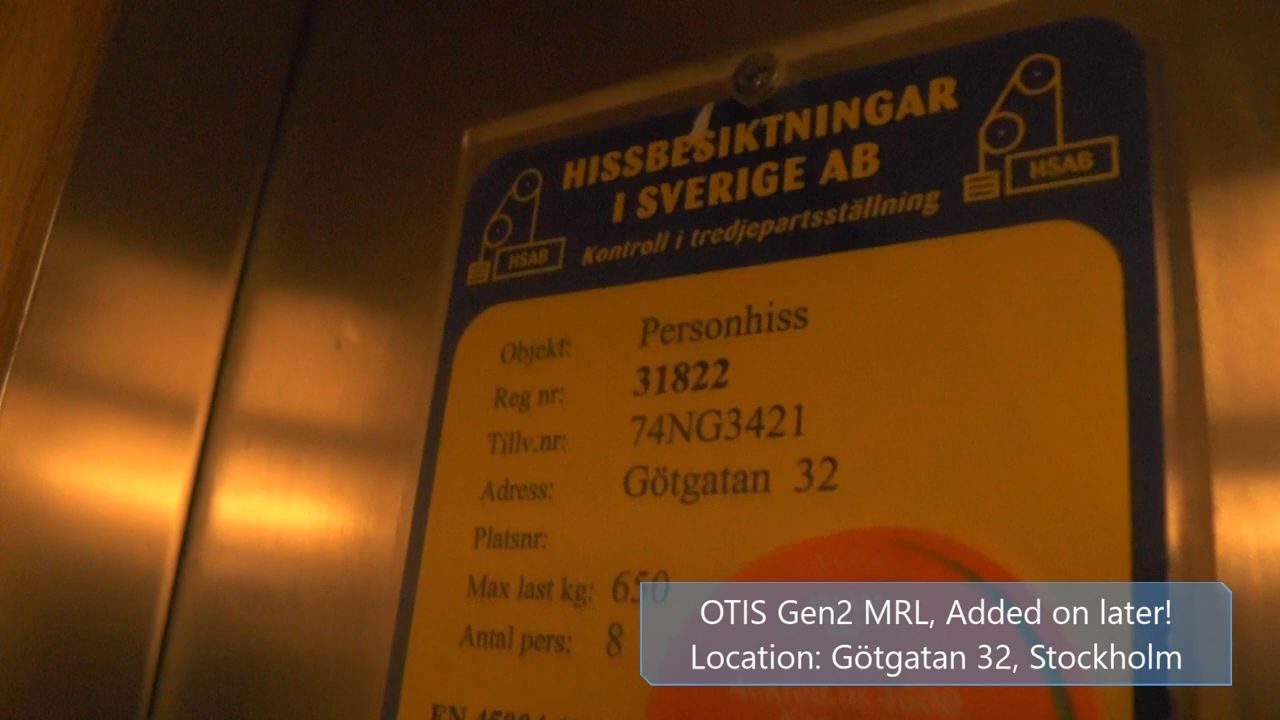 HISSBESIKTNINGAR
I SVERIGE AB
Kontroll i tredjepartsställning
HSAB
HSAB
Objekt: Personhiss
Reg nr: 31822
Tillv.nr: 74NG3421
Adress: Götgatan 32
Platsnr:
Max last kg: 650
Antal pers: 8
OTIS Gen2 MRL, Added on later!
Location: Götgatan 32, Stockholm